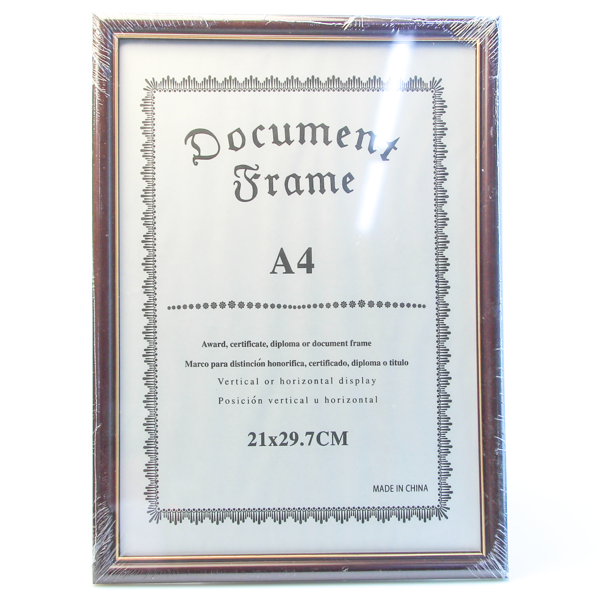 Document
Frame
A4
Award, certificate, diploma or document frame
Marco para distinción honorifica, certificado, diploma o titulo
Vertical or horizontal display
Posición vertical u horizontal
21x29.7CM
MADE IN CHINA